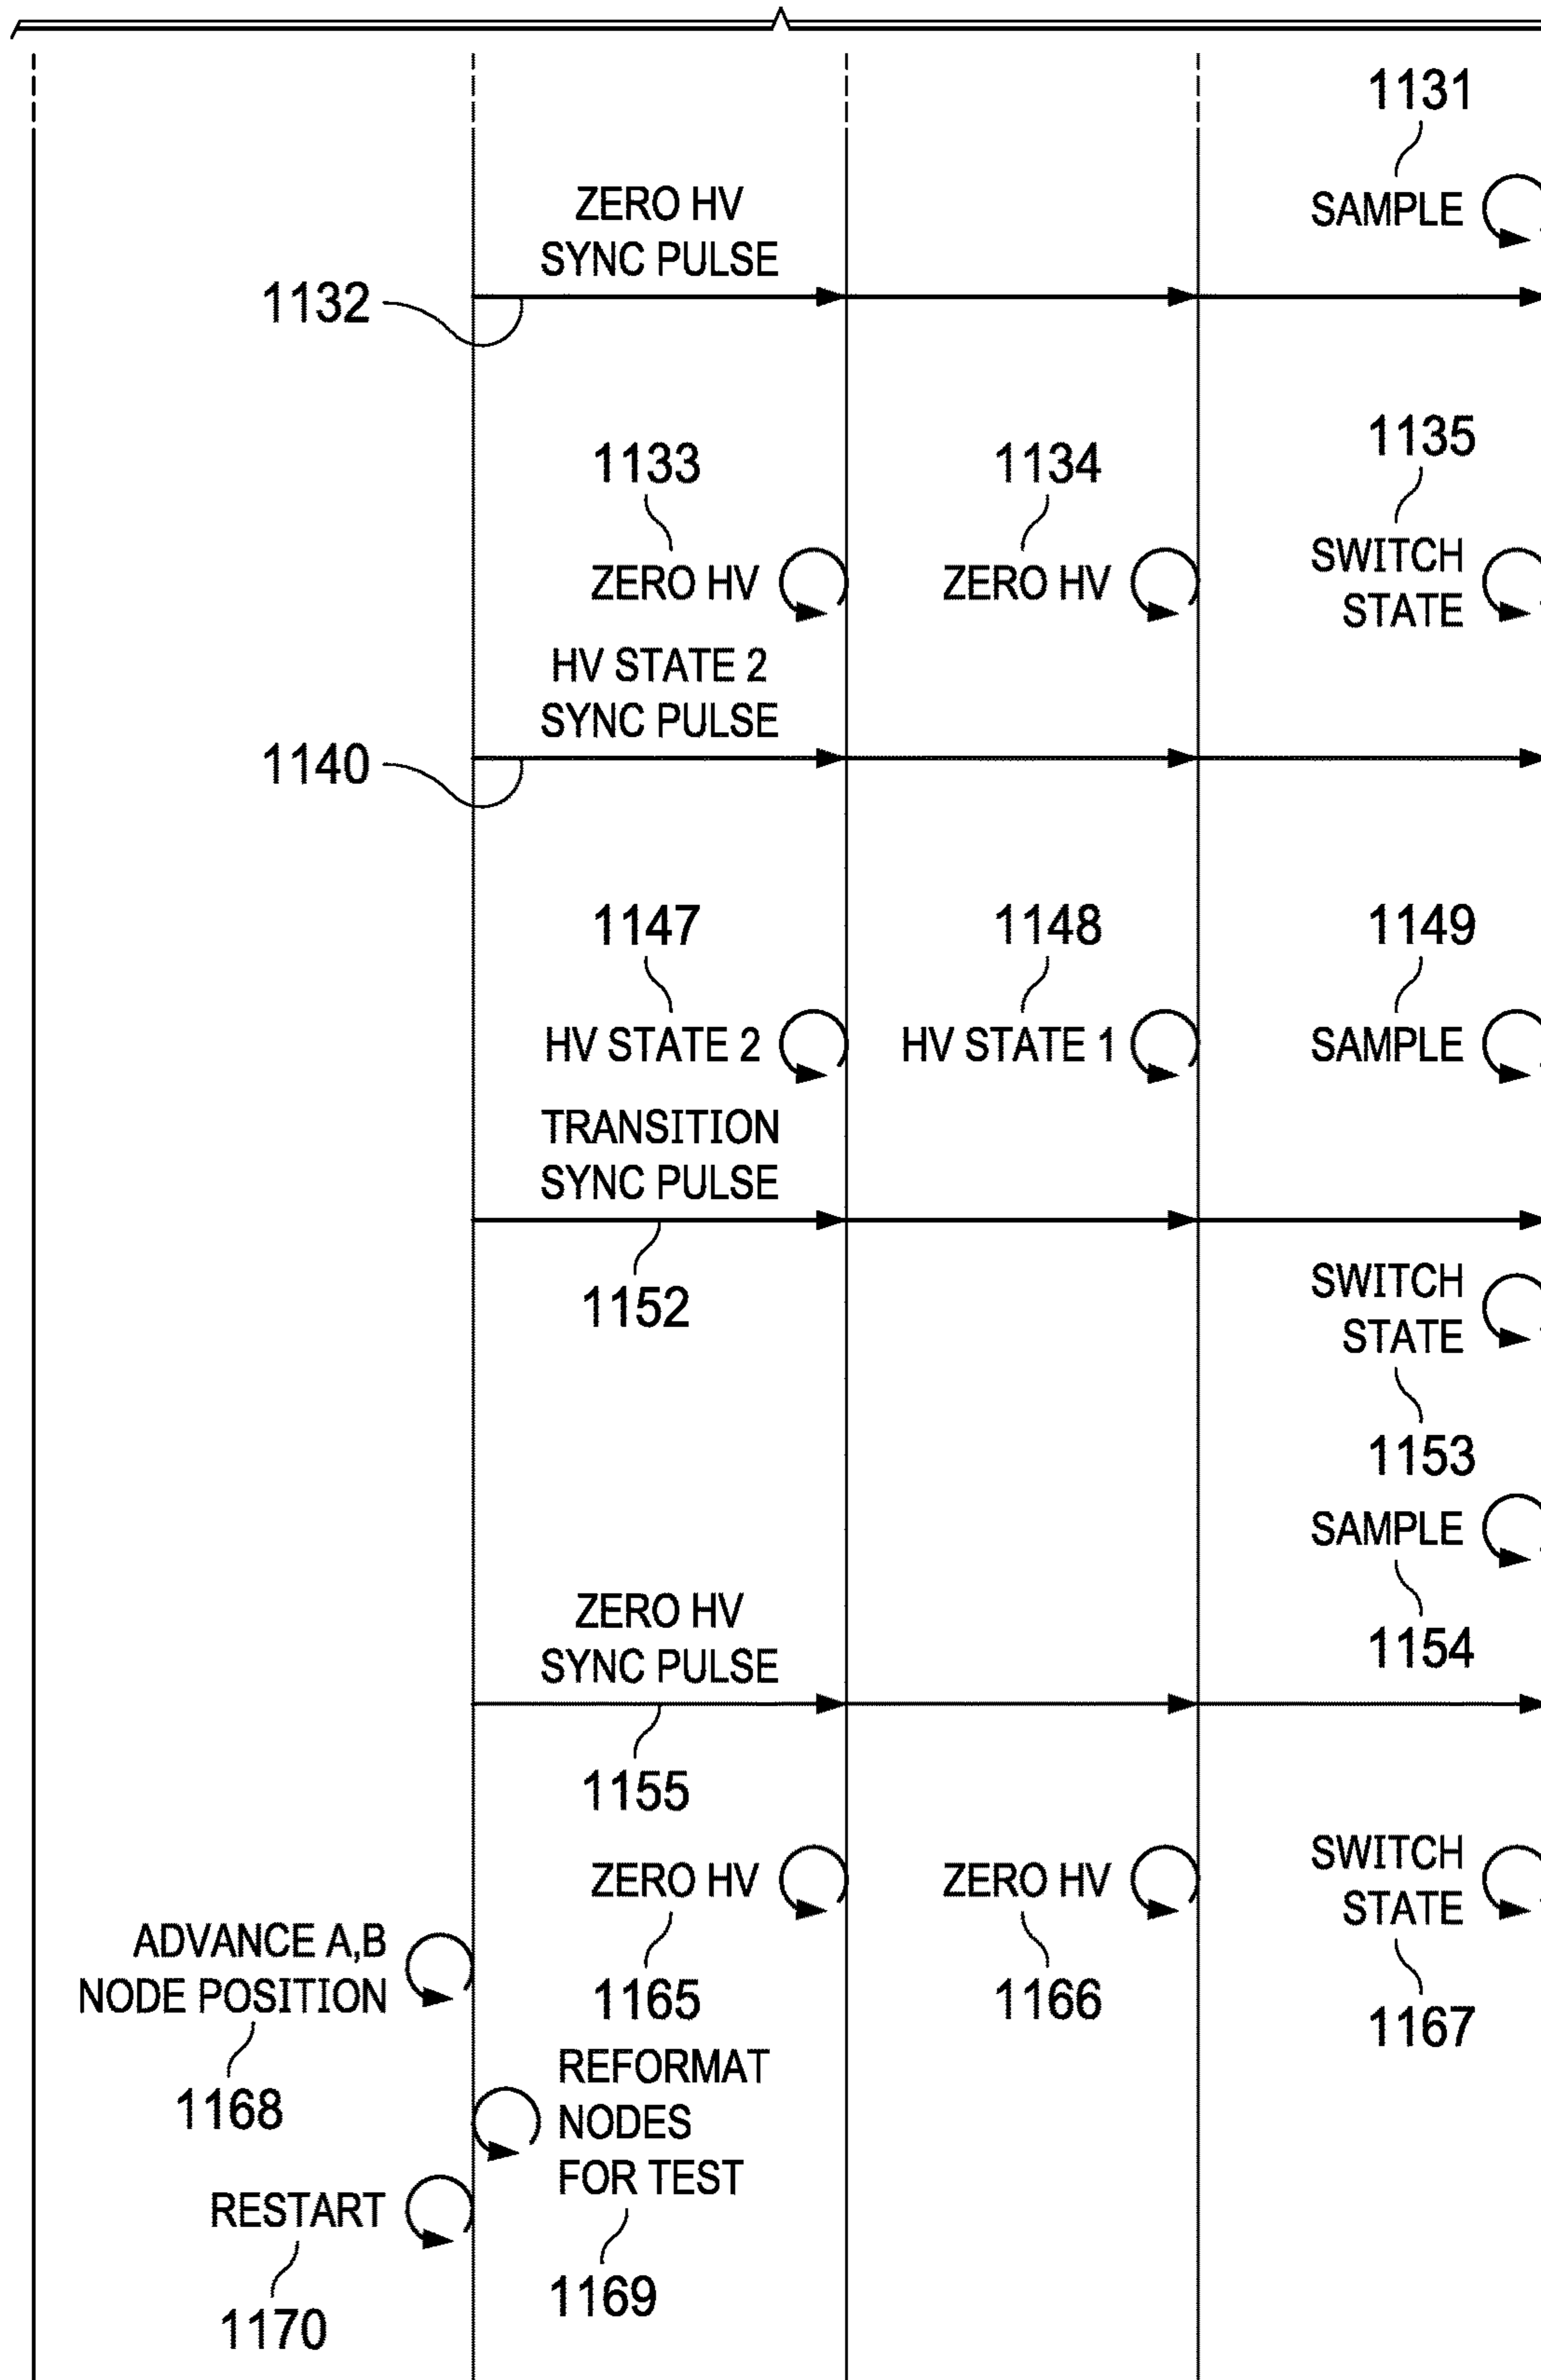 1131
SAMPLE
ZERO HV
SYNC PULSE
1132
1133
1134
1135
ZERO HV
ZERO HV
SWITCH
STATE
HV STATE 2
SYNC PULSE
1140
1147
1148
1149
HV STATE 2
HV STATE 1
SAMPLE
TRANSITION
SYNC PULSE
1152
SWITCH
STATE
1153
SAMPLE
1154
ZERO HV
SYNC PULSE
1155
ZERO HV
1165
ZERO HV
1166
SWITCH
STATE
1167
ADVANCE A,B
NODE POSITION
1168
REFORMAT
NODES
FOR TEST
1169
RESTART
1170